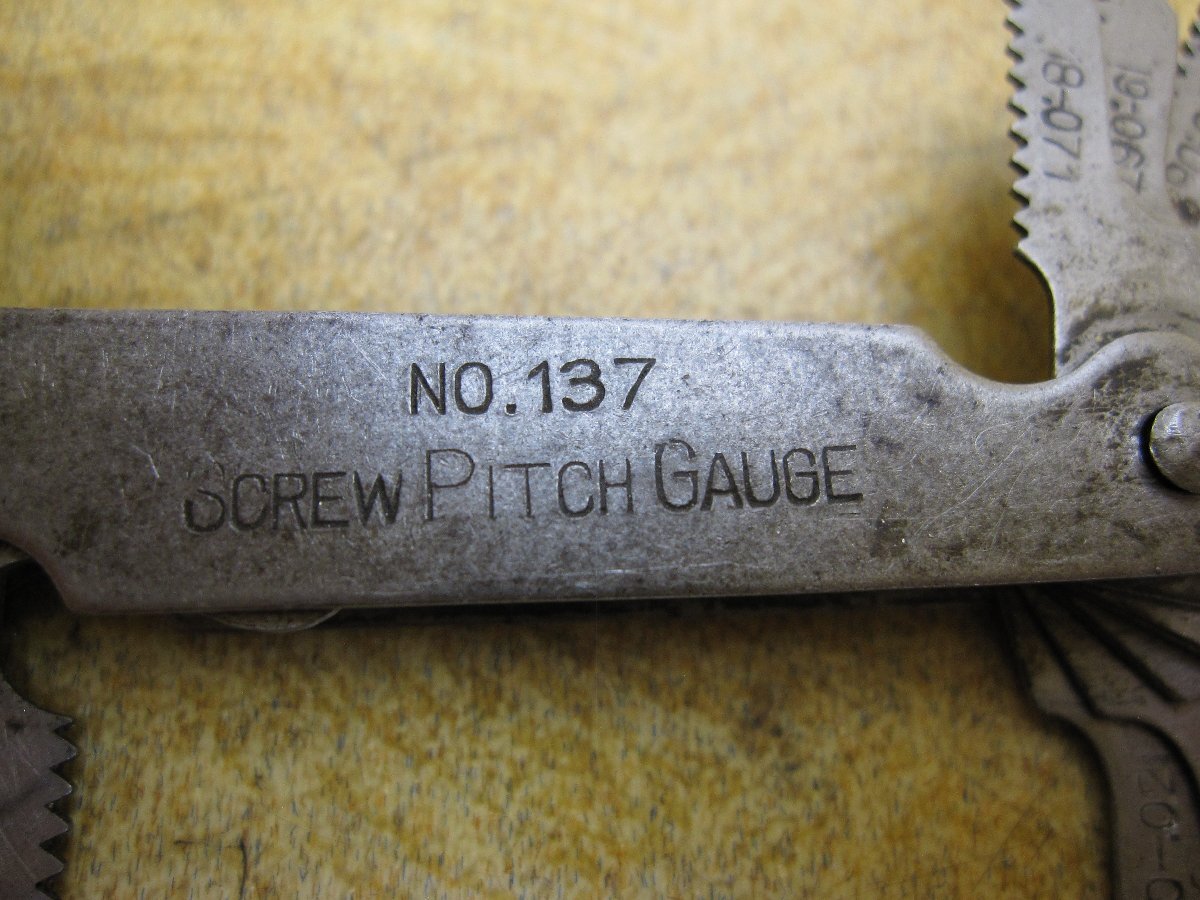 NO. 137
SCREW PITCH GAUGE
18-.071
19-.067